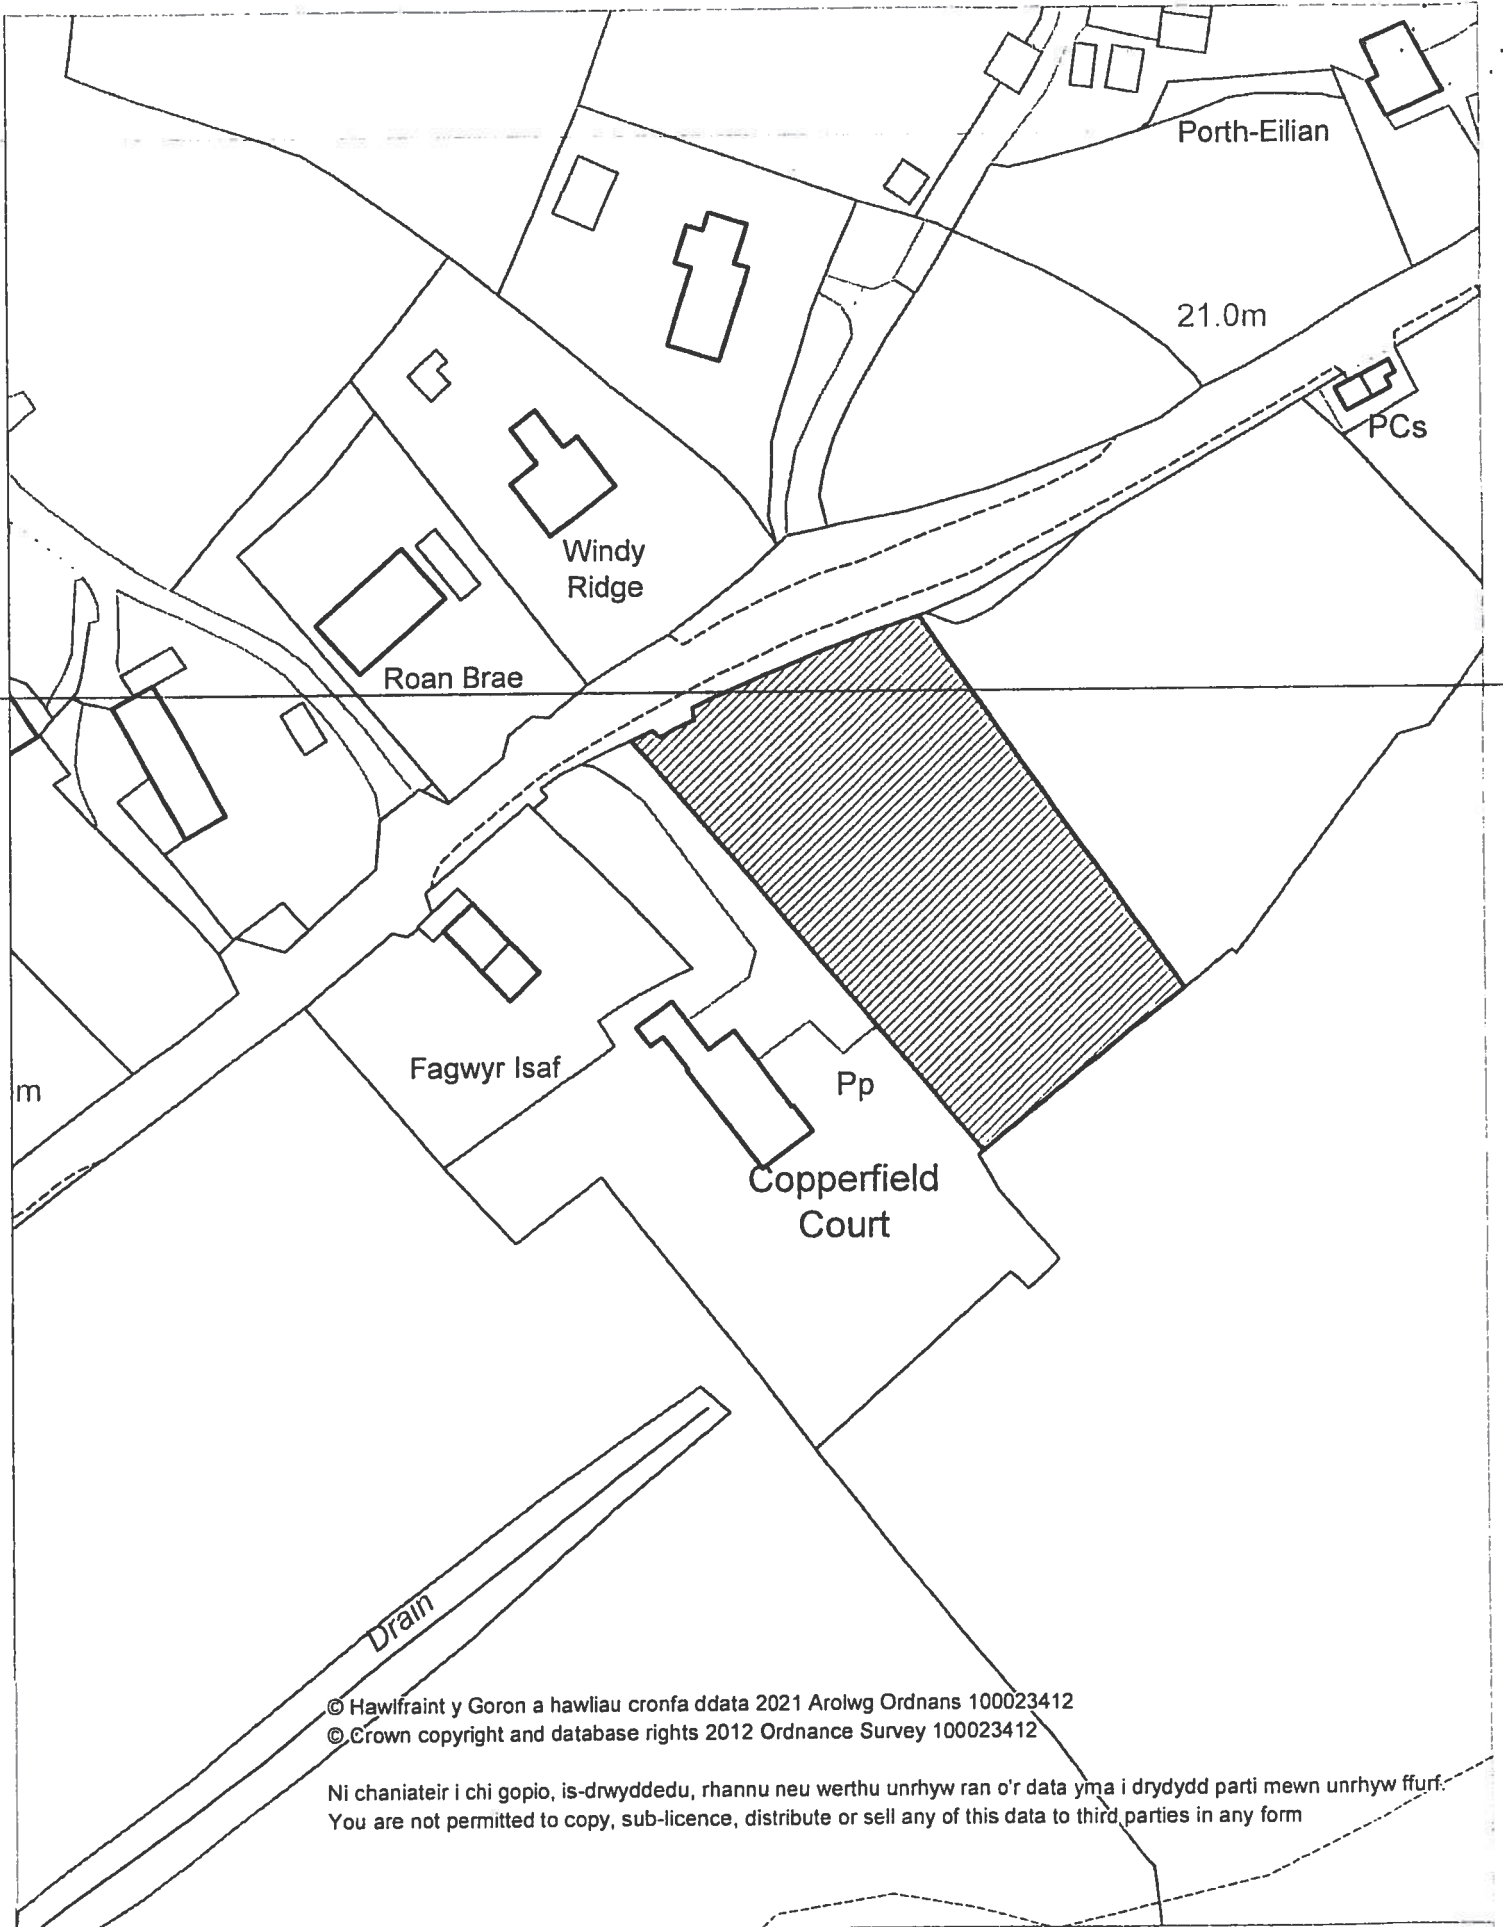 Porth-Eilian
21.0m
PCs
Windy
Ridge
Roan Brae
Fagwyr Isaf
m
Pp
Copperfield
Court
Drain
© Hawlfraint y Goron a hawliau cronfa ddata 2021 Arolwg Ordnans 100023412
© Crown copyright and database rights 2012 Ordnance Survey 100023412
Ni chaniateir i chi gopio, is-drwyddedu, rhannu neu werthu unrhyw ran o'r data yma i drydydd parti mewn unrhyw ffurf.
You are not permitted to copy, sub-licence, distribute or sell any of this data to third parties in any form